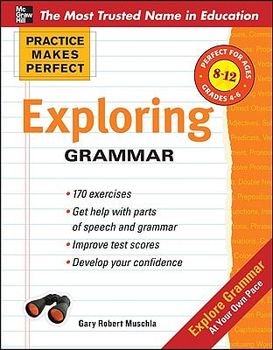 Mc Graw Hill
The Most Trusted Name in Education
PRACTICE
MAKES
PERFECT
PERFECT FOR AGES
8-12
GRADES 4-6
Exploring
GRAMMAR
• 170 exercises
• Get help with parts
of speech and grammar
• Improve test scores
• Develop your confidence
Explore Grammar
At Your Own Pace
Gary Robert Muschla